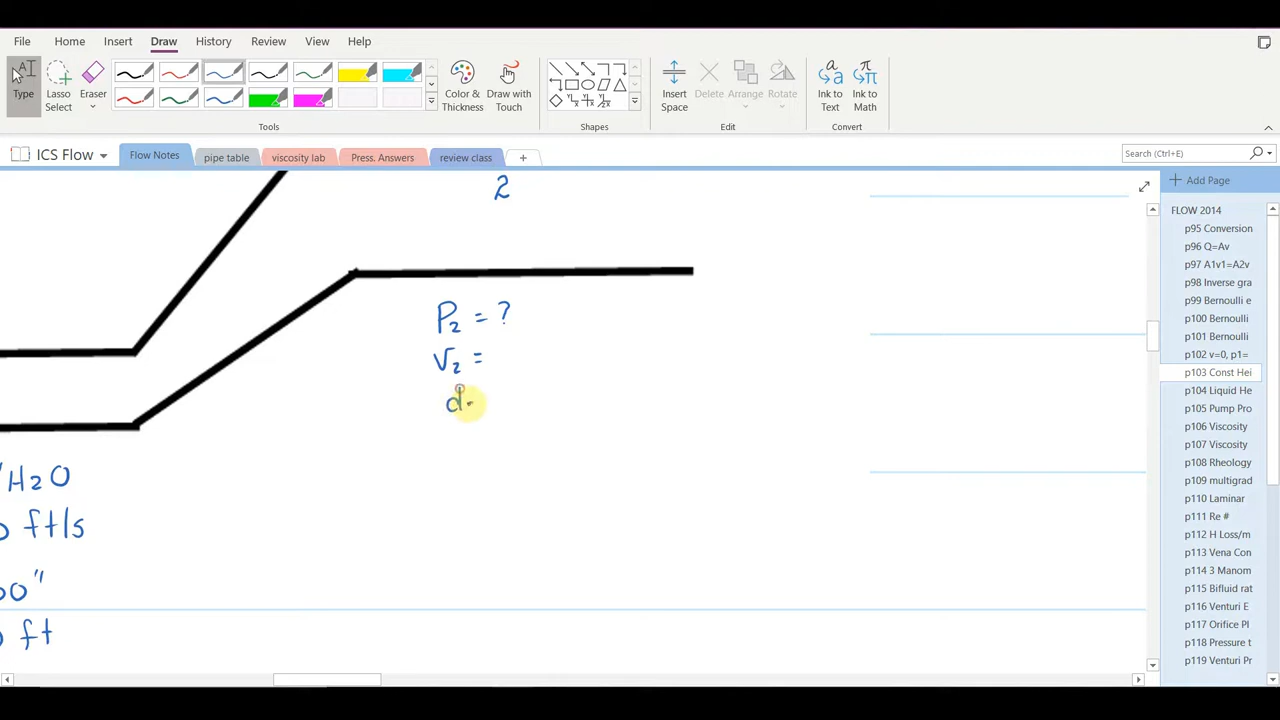 File Home Insert Draw History Review View Help
Type
Lasso Select
Eraser
Color & Thickness
Draw with Touch
Insert Space
Delete
Arrange
Rotate
Ink to Text
Ink to Math
Tools
Shapes
Edit
Convert
ICS Flow
Flow Notes
pipe table
viscosity lab
Press. Answers
review class
Search (Ctrl+E)
2
P₂ = ?
V₂ =
d
"H₂O
ft/s
00"
ft
Add Page
FLOW 2014
p95 Conversion
p96 Q=Av
p97 A1v1=A2v
p98 Inverse gra
p99 Bernoulli e
p100 Bernoulli
p101 Bernoulli
p102 v=0, p1=
p103 Const Hei
p104 Liquid He
p105 Pump Pro
p106 Viscosity
p107 Viscosity
p108 Rheology
p109 multigrad
p110 Laminar
p111 Re #
p112 H Loss/m
p113 Vena Con
p114 3 Manom
p115 Bifluid rat
p116 Venturi E
p117 Orifice Pl
p118 Pressure t
p119 Venturi Pr